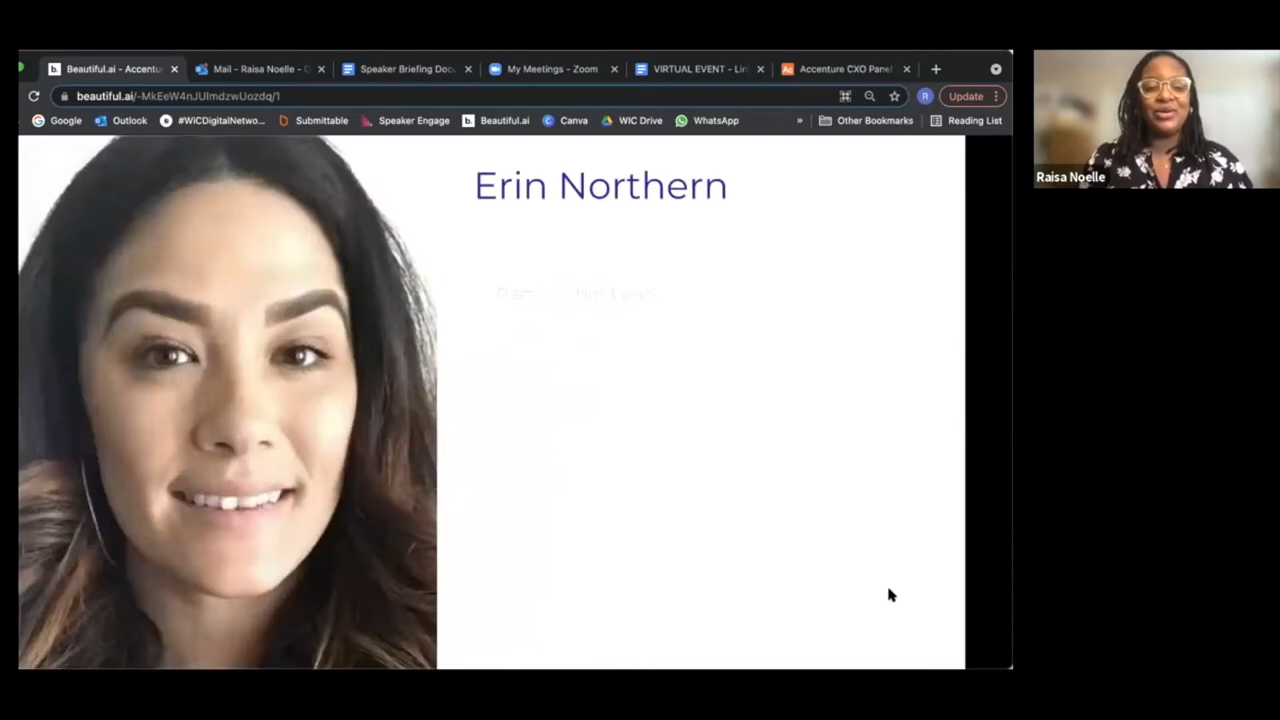 Beautiful.ai - Accentu
Mail - Raisa Noelle - O
Speaker Briefing Docu
My Meetings - Zoom
VIRTUAL EVENT - Lin
Accenture CXO Panel
beautiful.ai/-MkEeW4nJUlmdzwUozdq/1
R
Update
Google
Outlook
#WiCDigitalNetwo...
Submittable
Speaker Engage
Beautiful.ai
Canva
WIC Drive
WhatsApp
»
Other Bookmarks
Reading List
Erin Northern
Raisa Noelle